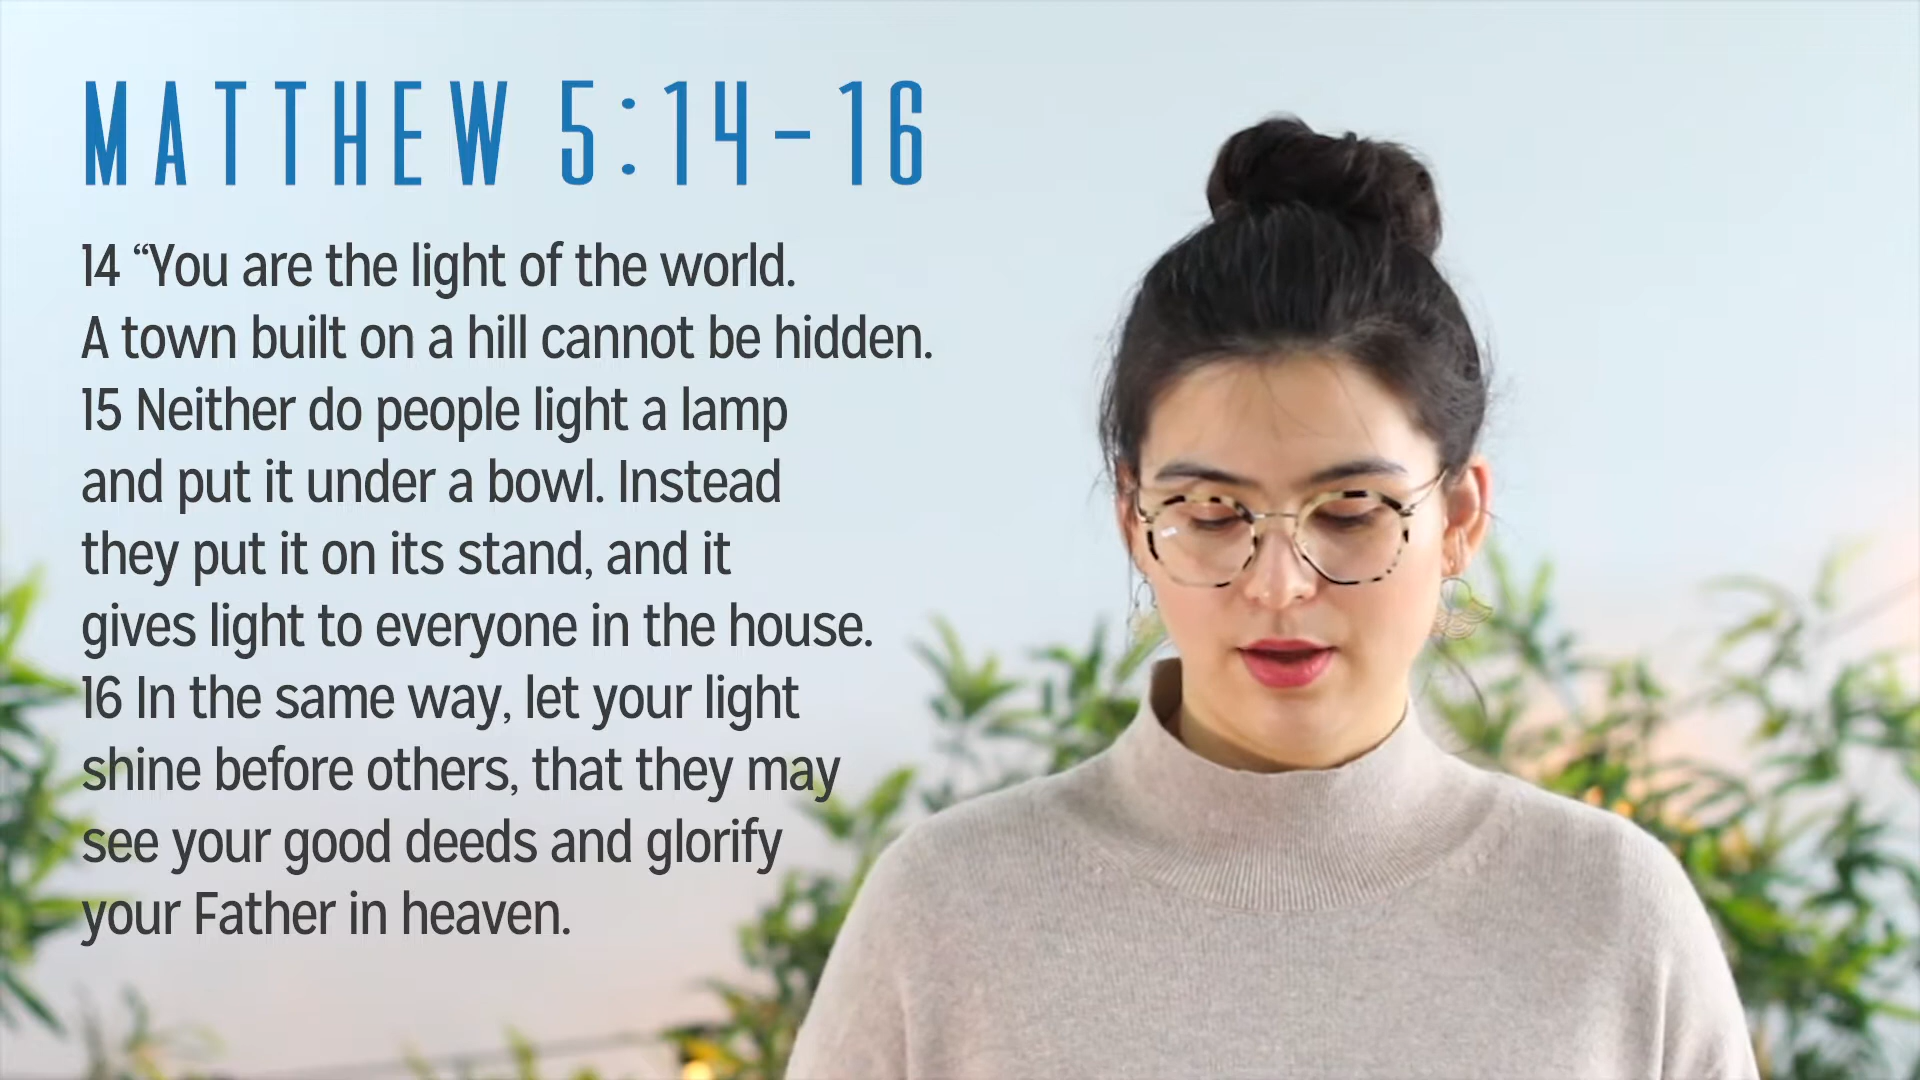 MATTHEW 5:14-16
14 “You are the light of the world.
A town built on a hill cannot be hidden.
15 Neither do people light a lamp
and put it under a bowl. Instead
they put it on its stand, and it
gives light to everyone in the house.
16 In the same way, let your light
shine before others, that they may
see your good deeds and glorify
your Father in heaven.